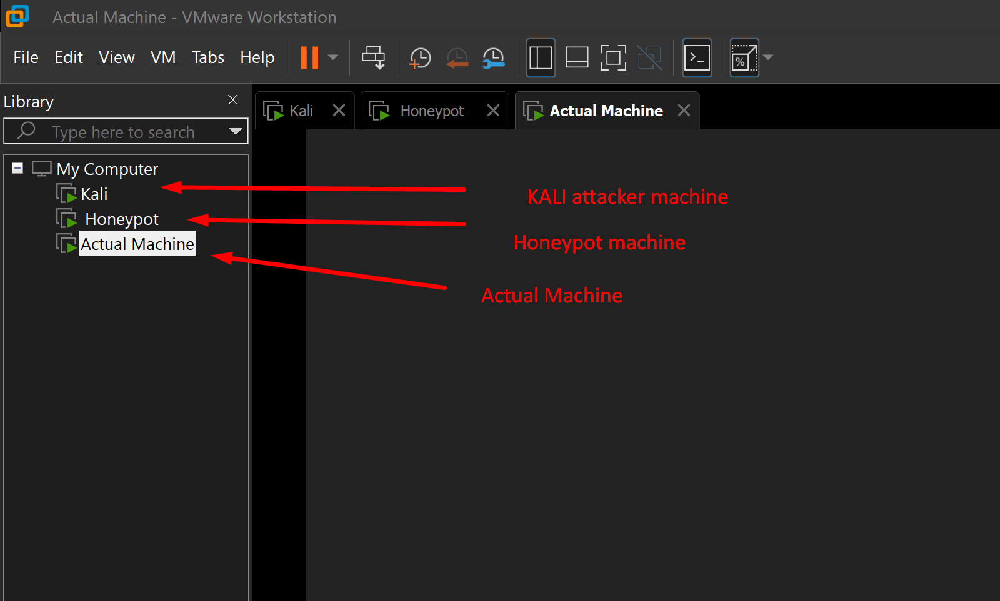 Actual Machine - VMware Workstation
File Edit View VM Tabs Help
Library
Type here to search
My Computer
Kali
Honeypot
Actual Machine
Kali Honeypot Actual Machine
KALI attacker machine
Honeypot machine
Actual Machine
>_
%